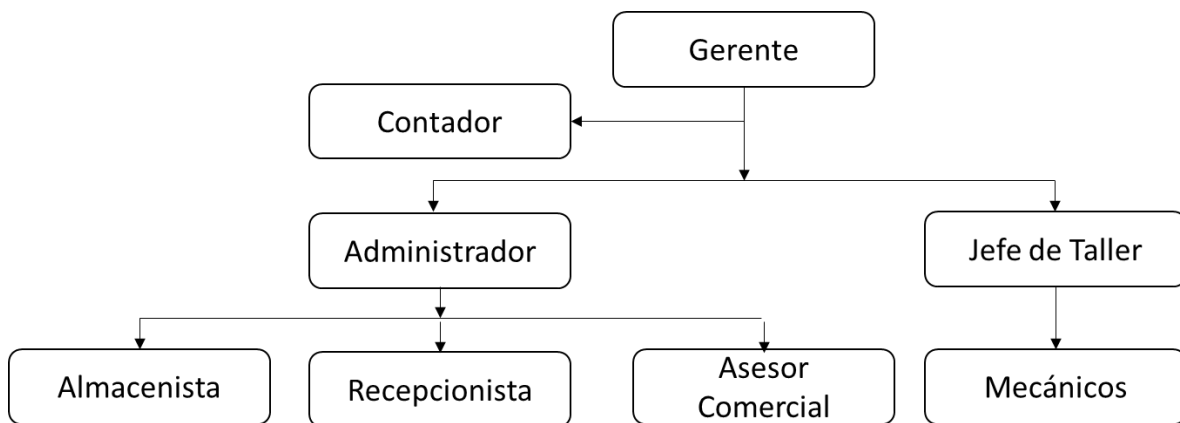 Gerente
Contador
Administrador
Jefe de Taller
Almacenista
Recepcionista
Asesor
Comercial
Mecánicos